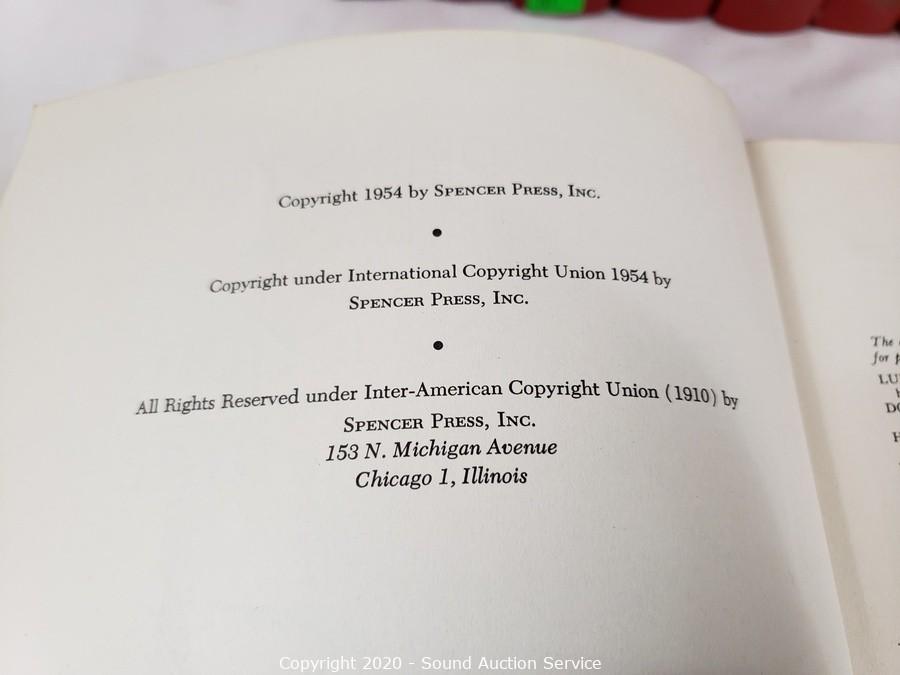 Copyright 1954 by SPENCER PRESS, INC.
•
Copyright under International Copyright Union 1954 by
SPENCER PRESS, INC.
•
All Rights Reserved under Inter-American Copyright Union (1910) by
SPENCER PRESS, INC.
153 N. Michigan Avenue
Chicago 1, Illinois
The
for
Copyright 2020 - Sound Auction Service